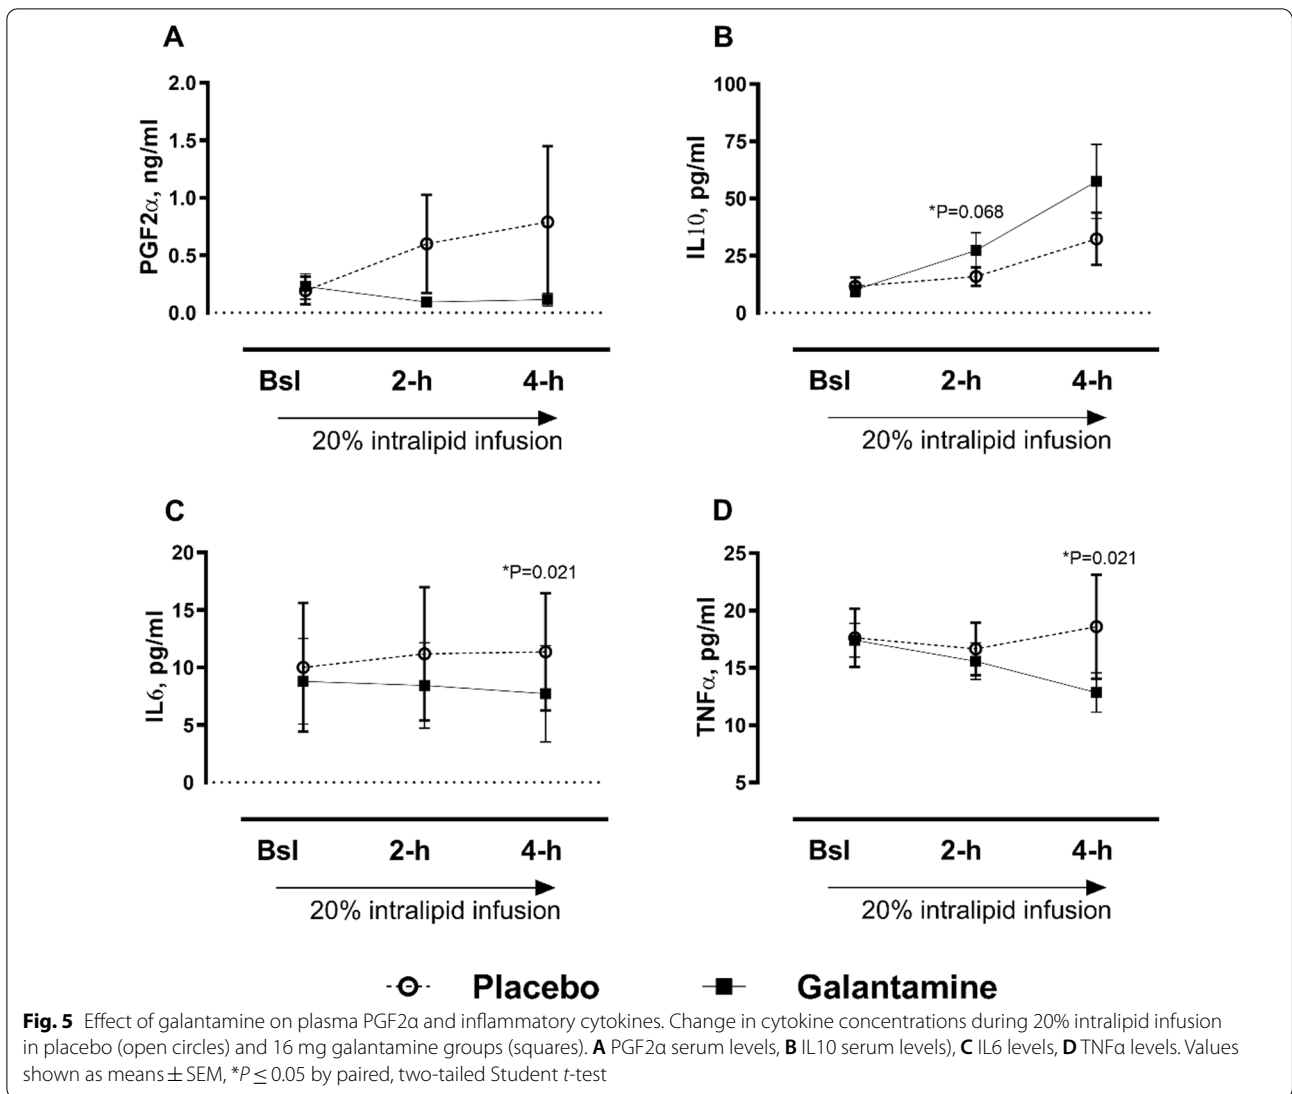 A
2.0
1.5
1.0
0.5
0.0
PGF2α, ng/ml
Bsl 2-h 4-h
20% intralipid infusion
B
100
75
50
25
0
IL10, pg/ml
*P=0.068
Bsl 2-h 4-h
20% intralipid infusion
C
20
15
10
5
0
IL6, pg/ml
*P=0.021
Bsl 2-h 4-h
20% intralipid infusion
D
25
20
15
10
5
TNFα, pg/ml
*P=0.021
Bsl 2-h 4-h
20% intralipid infusion
Placebo Galantamine
Fig. 5 Effect of galantamine on plasma PGF2α and inflammatory cytokines. Change in cytokine concentrations during 20% intralipid infusion
in placebo (open circles) and 16 mg galantamine groups (squares). A PGF2α serum levels, B IL10 serum levels), C IL6 levels, D TNFα levels. Values
shown as means ± SEM, *P ≤ 0.05 by paired, two-tailed Student t-test